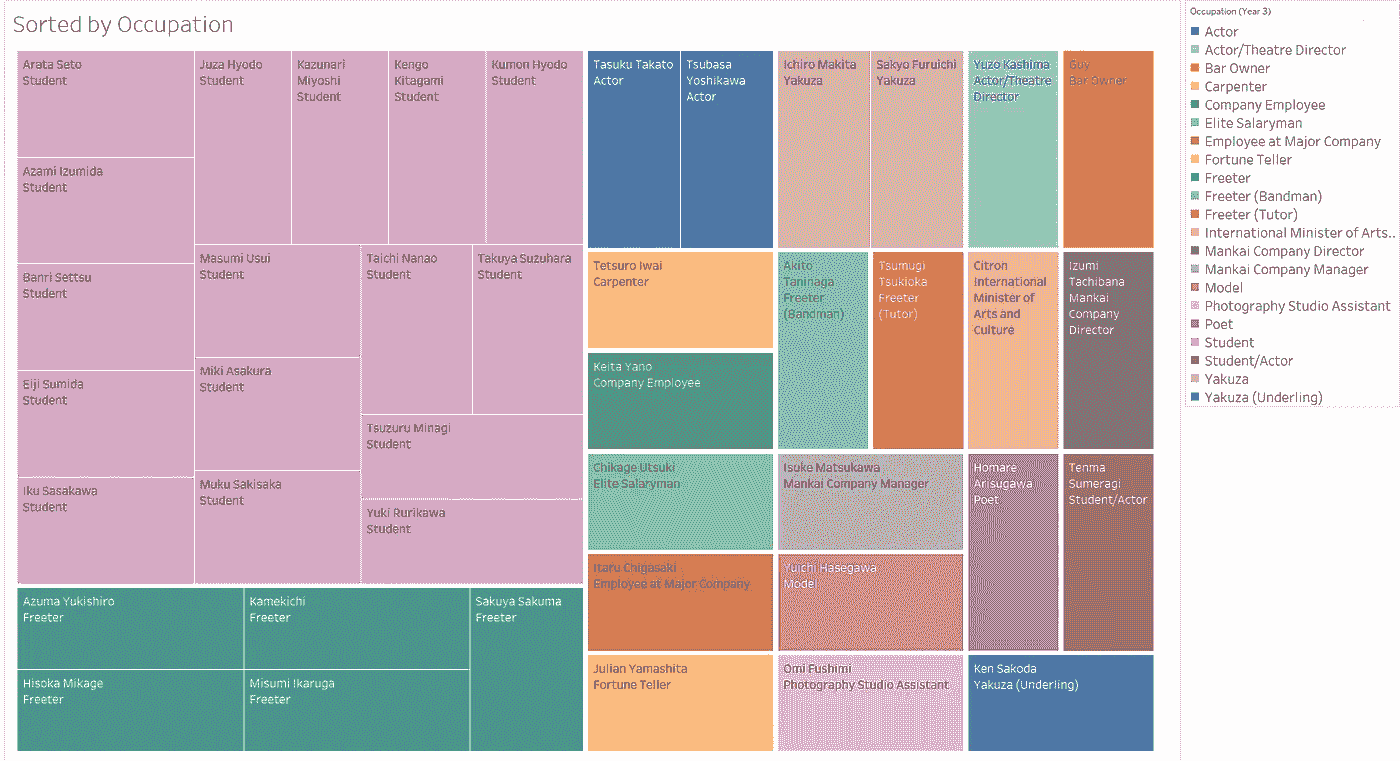 Sorted by Occupation
Arata Seto
Student
Azami Izumida
Student
Banri Settsu
Student
Eiji Sumida
Student
Iku Sasakawa
Student
Juza Hyodo
Student
Kazunari
Miyoshi
Student
Kengo
Kitagami
Student
Kumon Hyodo
Student
Masumi Usui
Student
Miki Asakura
Student
Muku Sakisaka
Student
Taichi Nanao
Student
Takuya Suzuhara
Student
Tsuzuru Minagi
Student
Yuki Rurikawa
Student
Azuma Yukishiro
Freeter
Hisoka Mikage
Freeter
Kamekichi
Freeter
Misumi Ikaruga
Freeter
Sakuya Sakuma
Freeter
Tasuku Takato
Actor
Tsubasa
Yoshikawa
Actor
Tetsuro Iwai
Carpenter
Keita Yano
Company Employee
Chikage Utsuki
Elite Salaryman
Itaru Chigasaki
Employee at Major Company
Julian Yamashita
Fortune Teller
Ichiro Makita
Yakuza
Sakyo Furuichi
Yakuza
Akito
Taninaga
Freeter
(Bandman)
Tsumugi
Tsukioka
Freeter
(Tutor)
Isuke Matsukawa
Mankai Company Manager
Yuichi Hasegawa
Model
Omi Fushimi
Photography Studio Assistant
Yuzo Kashima
Actor/Theatre
Director
Guy
Bar Owner
Citron
International
Minister of
Arts and
Culture
Izumi
Tachibana
Mankai
Company
Director
Homare
Arisugawa
Poet
Tenma
Sumeragi
Student/Actor
Ken Sakoda
Yakuza (Underling)
Occupation (Year 3)
Actor
Actor/Theatre Director
Bar Owner
Carpenter
Company Employee
Elite Salaryman
Employee at Major Company
Fortune Teller
Freeter
Freeter (Bandman)
Freeter (Tutor)
International Minister of Arts..
Mankai Company Director
Mankai Company Manager
Model
Photography Studio Assistant
Poet
Student
Student/Actor
Yakuza
Yakuza (Underling)